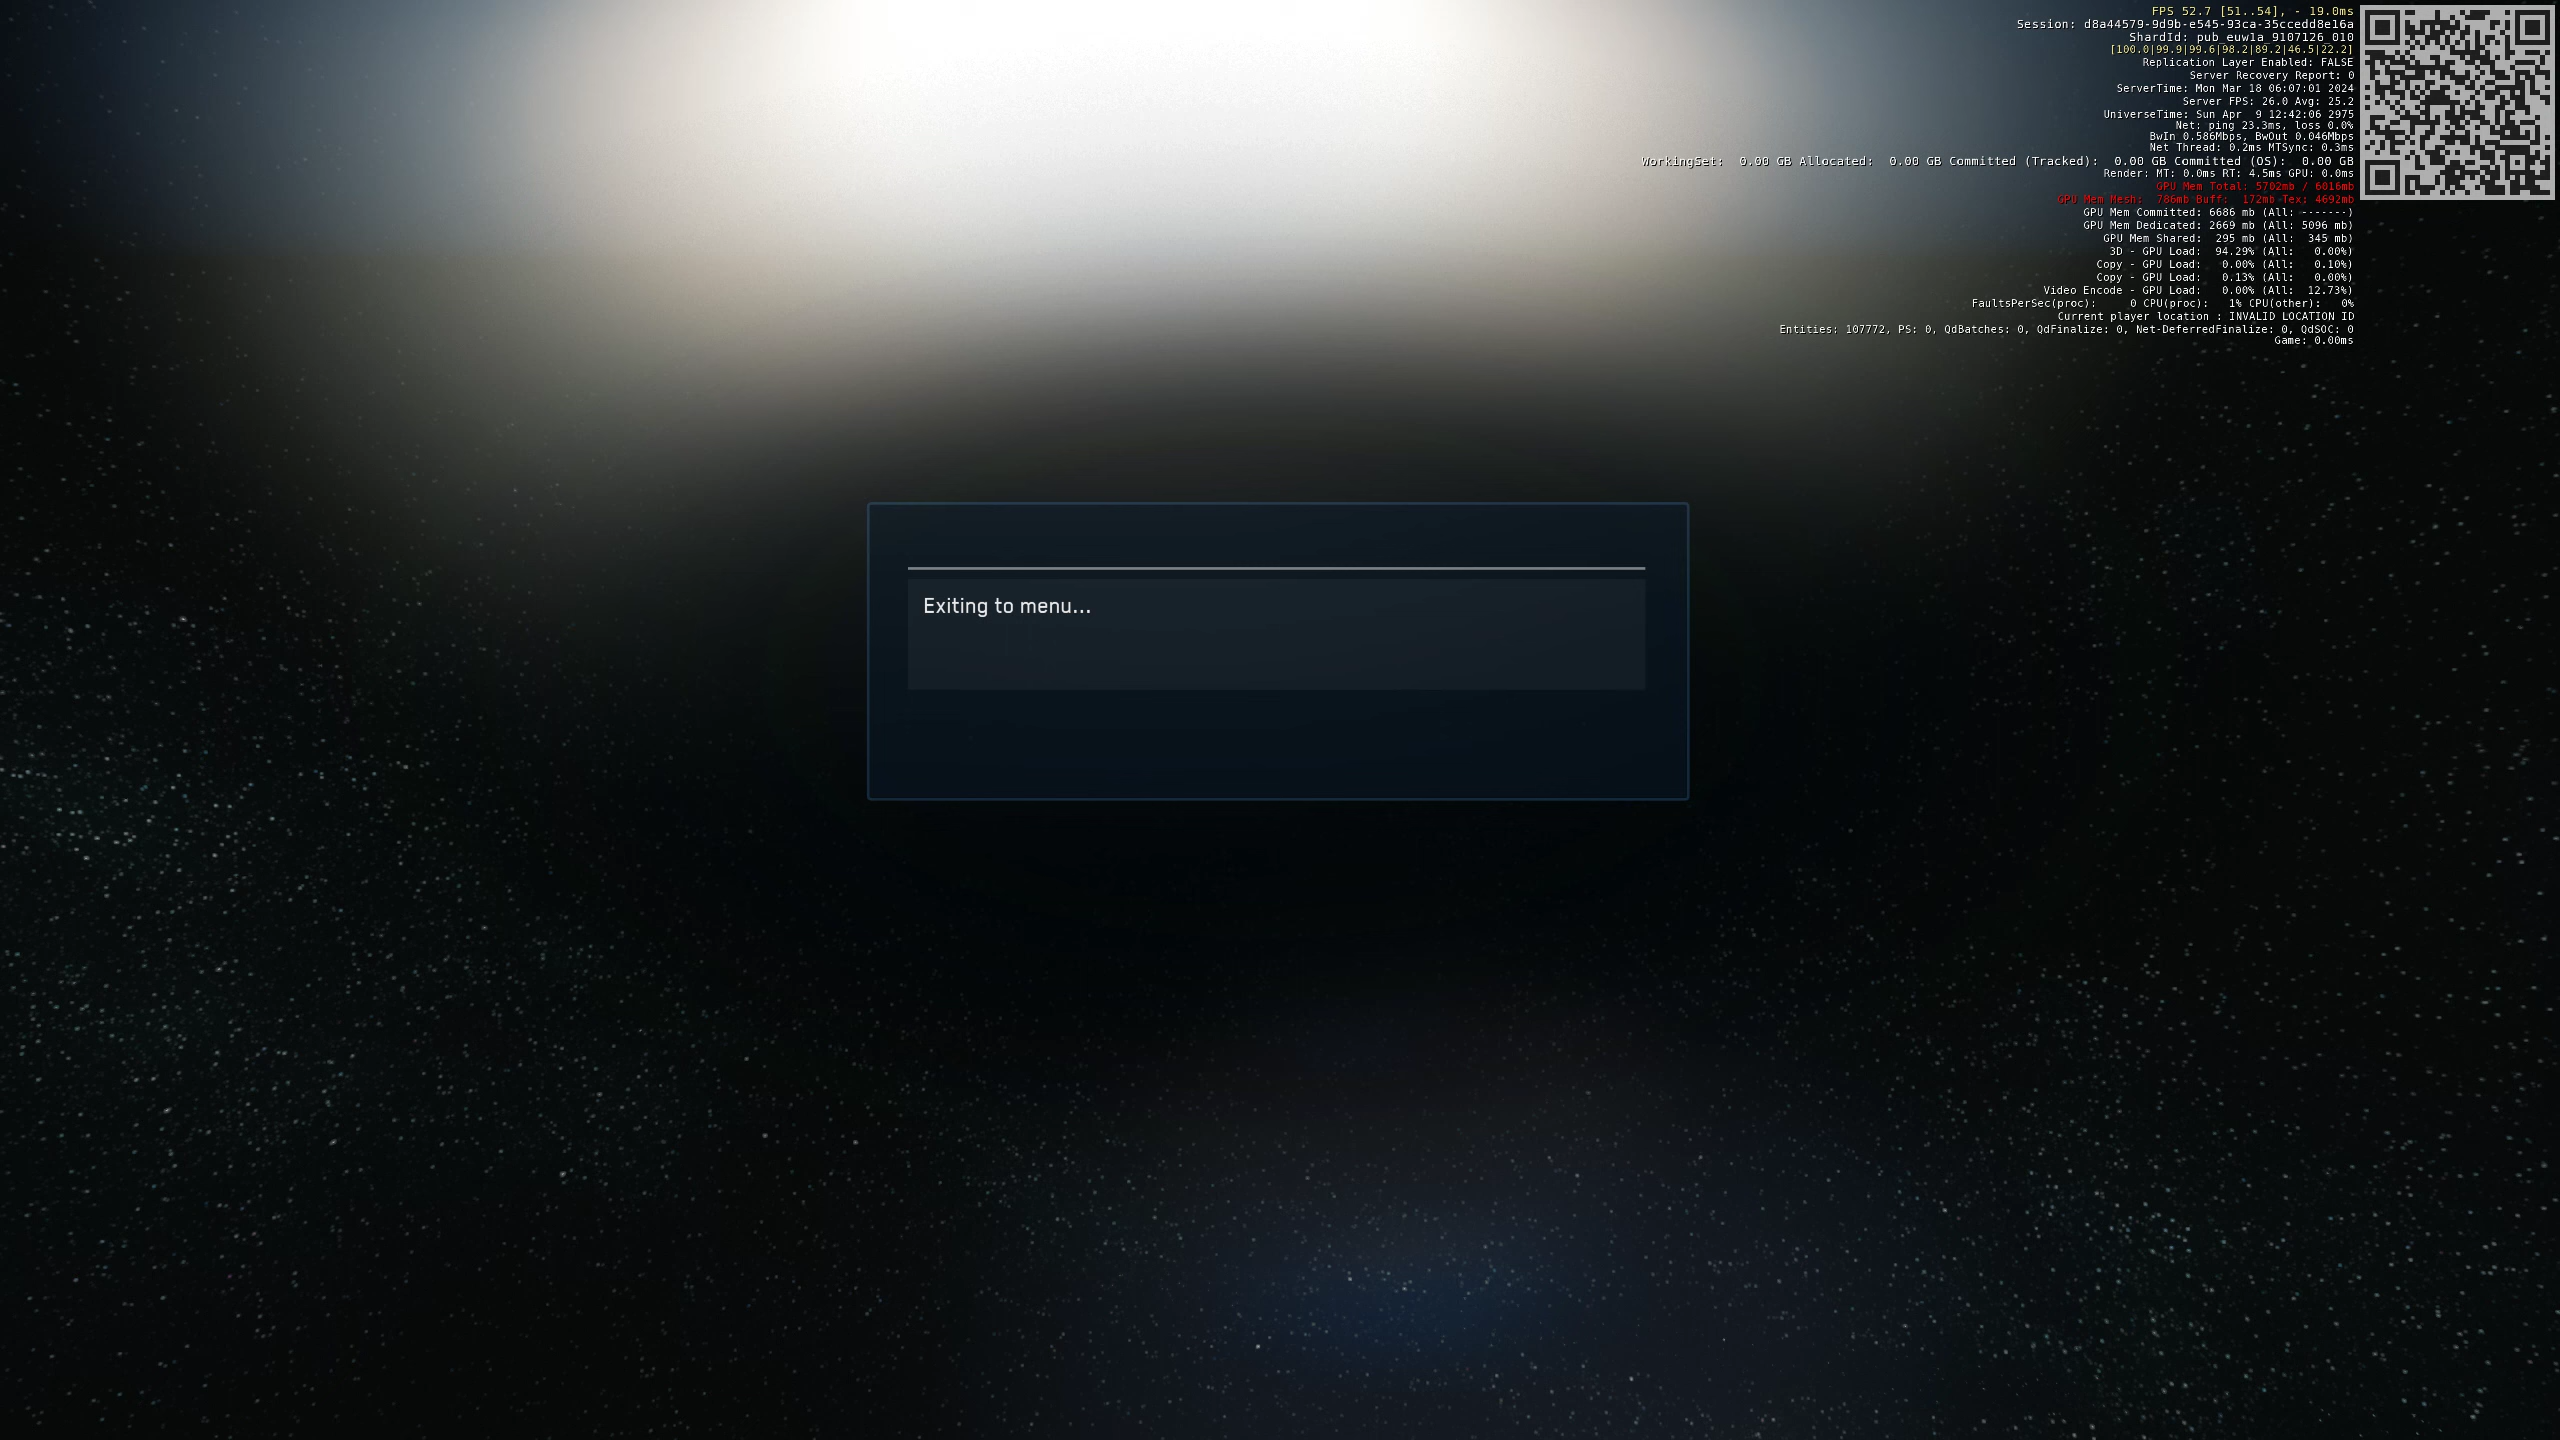 FPS 52.7 [51..54], - 19.0ms
Session: d8a44579-9d9b-e545-93ca-35ccedd8e16a
ShardId: pub_euw1a_9107126_010
[100.0|99.9|99.6|98.2|89.2|46.5|22.2]
Replication Layer Enabled: FALSE
Server Recovery Report: 0
ServerTime: Mon Mar 18 06:07:01 2024
Server FPS: 26.0 Avg: 25.2
UniverseTime: Sun Apr  9 12:42:06 2975
Net: ping 23.3ms, loss 0.0%
BwIn 0.586Mbps, BwOut 0.046Mbps
Net Thread: 0.2ms MTSync: 0.3ms
WorkingSet:  0.00 GB Allocated:  0.00 GB Committed (Tracked):  0.00 GB Committed (OS):  0.00 GB
Render: MT: 0.0ms RT: 4.5ms GPU: 0.0ms
GPU Mem Total: 5702mb / 6016mb
GPU Mem Mesh:  786mb Buff:  172mb Tex: 4692mb
GPU Mem Committed: 6686 mb (All: -------)
GPU Mem Dedicated: 2669 mb (All: 5096 mb)
GPU Mem Shared:  295 mb (All:  345 mb)
3D - GPU Load:  94.29% (All:   0.00%)
Copy - GPU Load:   0.00% (All:   0.10%)
Copy - GPU Load:   0.13% (All:   0.00%)
Video Encode - GPU Load:   0.00% (All:  12.73%)
FaultsPerSec(proc):     0 CPU(proc):   1% CPU(other):   0%
Current player location : INVALID LOCATION ID
Entities: 107772, PS: 0, QdBatches: 0, QdFinalize: 0, Net-DeferredFinalize: 0, QdSOC: 0
Game: 0.00ms
Exiting to menu...